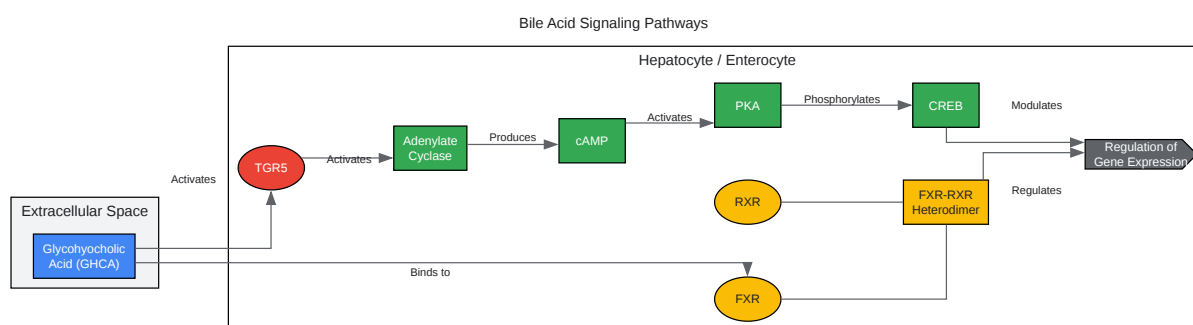 Bile Acid Signaling Pathways
Hepatocyte / Enterocyte
PKA
Phosphorylates
CREB
Modulates
Activates
Adenylate
Cyclase
Produces
cAMP
Regulation of
Gene Expression
TGR5
Activates
Activates
Regulates
Extracellular Space
RXR
FXR-RXR
Heterodimer
Glycohyocholic
Acid (GHCA)
Binds to
FXR